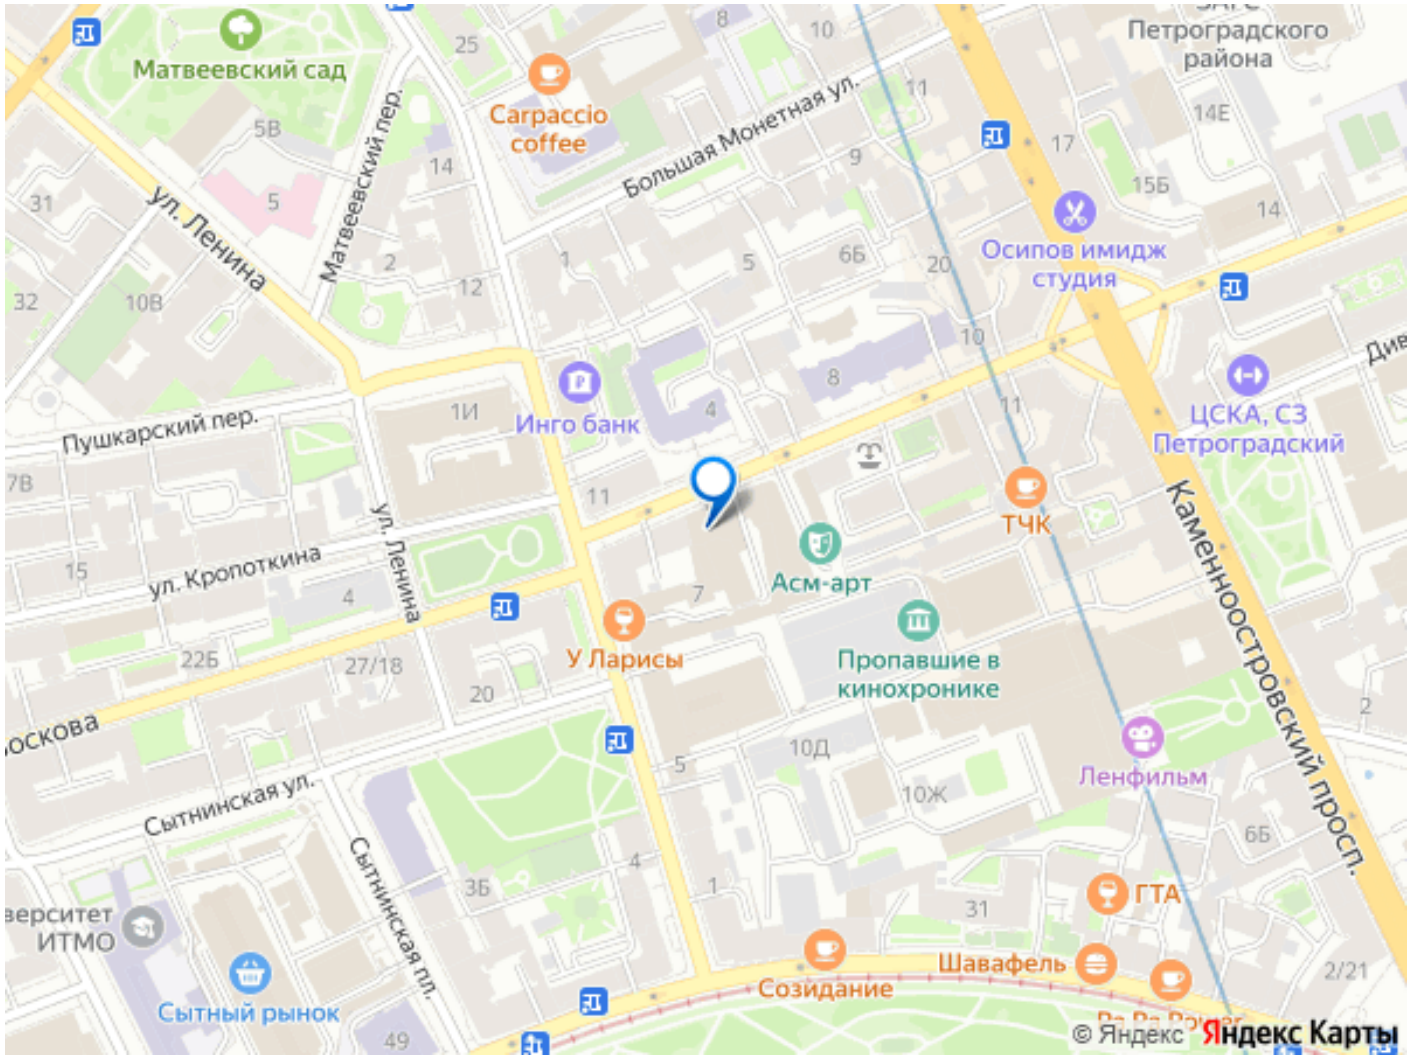 ЗАГС
Петроградского
района
8
10
25
Матвеевский сад
Carpaccio
coffee
11
14Е
Большая Монетная ул.
5В
17
Матвеевский пер.
14
9
15Б
31
5
14
ул. Ленина
Осипов имидж
студия
2
1
5
6Б
20
12
32
10В
10
Див
8
Инго банк
1И
4
11
ЦСКА, СЗ
Петроградский
Пушкарский пер.
7В
11
ТЧК
Каменноостровский просп.
ул. Ленина
ул. Кропоткина
15
4
Асм-арт
7
У Ларисы
Пропавшие в
кинохронике
22Б
27/18
20
2
оскова
5
10Д
Ленфильм
10Ж
Сытнинская ул.
6Б
4
Сытнинская пл.
3Б
1
ГТА
31
верситет
ИТМО
Шавафель
2/21
Созидание
Сытный рынок
49
© Яндекс Яндекс Карты